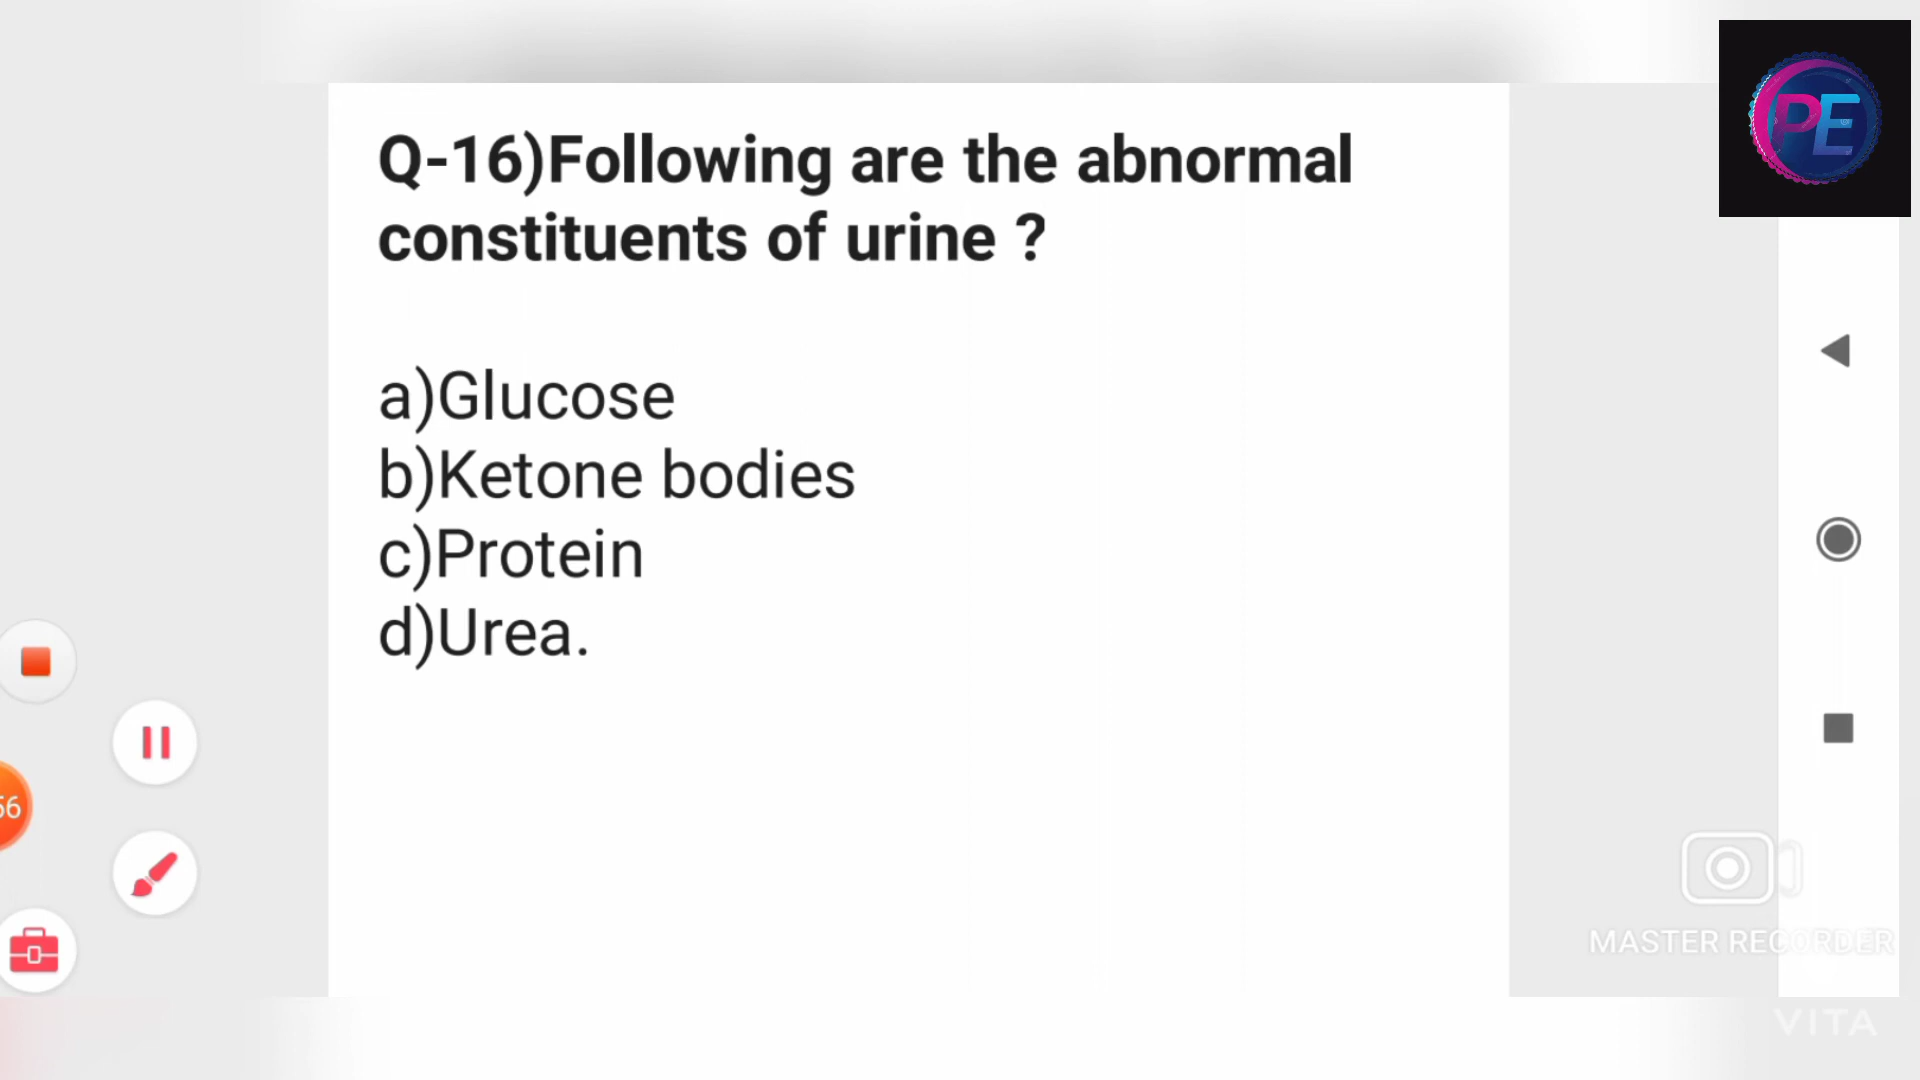 PE
Q-16)Following are the abnormal
constituents of urine ?
a)Glucose
b)Ketone bodies
c)Protein
d)Urea.
56
MASTER RECORDER
VITA